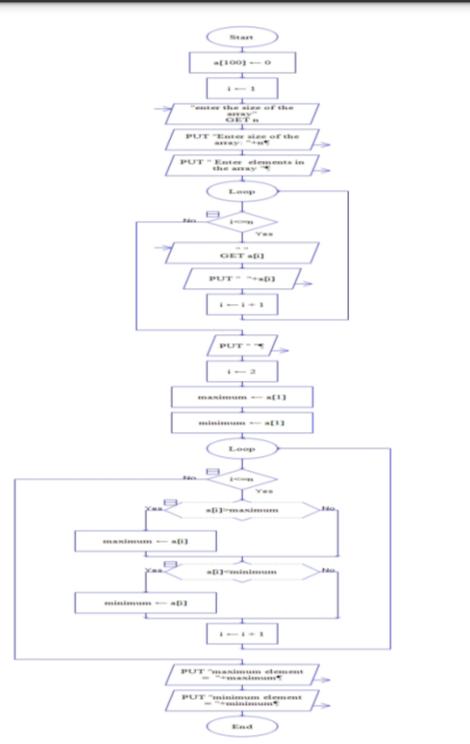 Start
a[100] ← 0
i ← 1
"enter the size of the
array"
GET n
PUT "Enter size of the
array: "+n¶
PUT " Enter  elements in
the array "¶
Loop
No
i<=n
Yes
" "
GET a[i]
PUT "  "+a[i]
i ← i + 1
PUT " "¶
i ← 2
maximum ← a[1]
minimum ← a[1]
Loop
No
i<=n
Yes
Yes
a[i]>maximum
No
maximum ← a[i]
Yes
a[i]<minimum
No
minimum ← a[i]
i ← i + 1
PUT "maximum element
= "+maximum¶
PUT "minimum element
= "+minimum¶
End